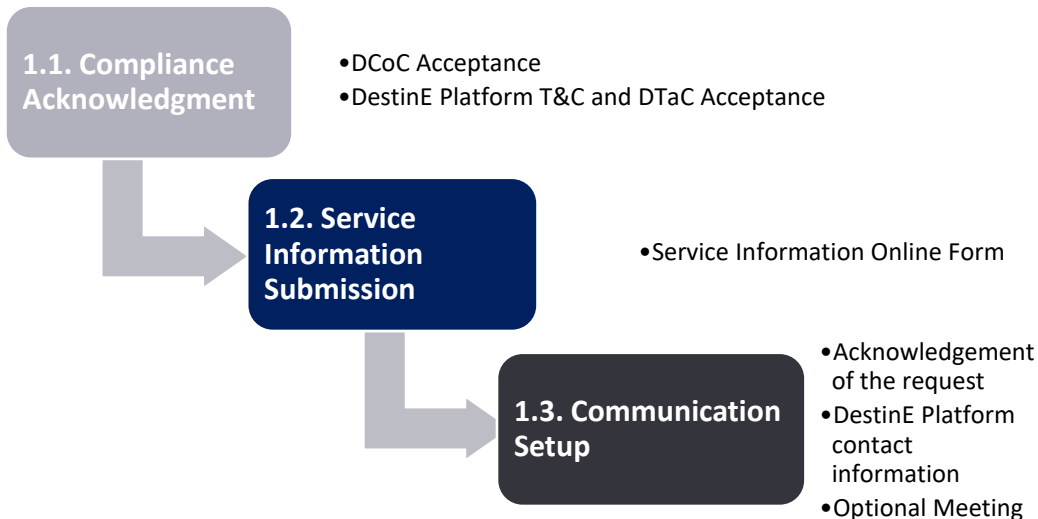 1.1. Compliance
Acknowledgment
•DCoC Acceptance
•DestinE Platform T&C and DTaC Acceptance
1.2. Service
Information
Submission
•Service Information Online Form
1.3. Communication
Setup
•Acknowledgement
of the request
•DestinE Platform
contact
information
•Optional Meeting